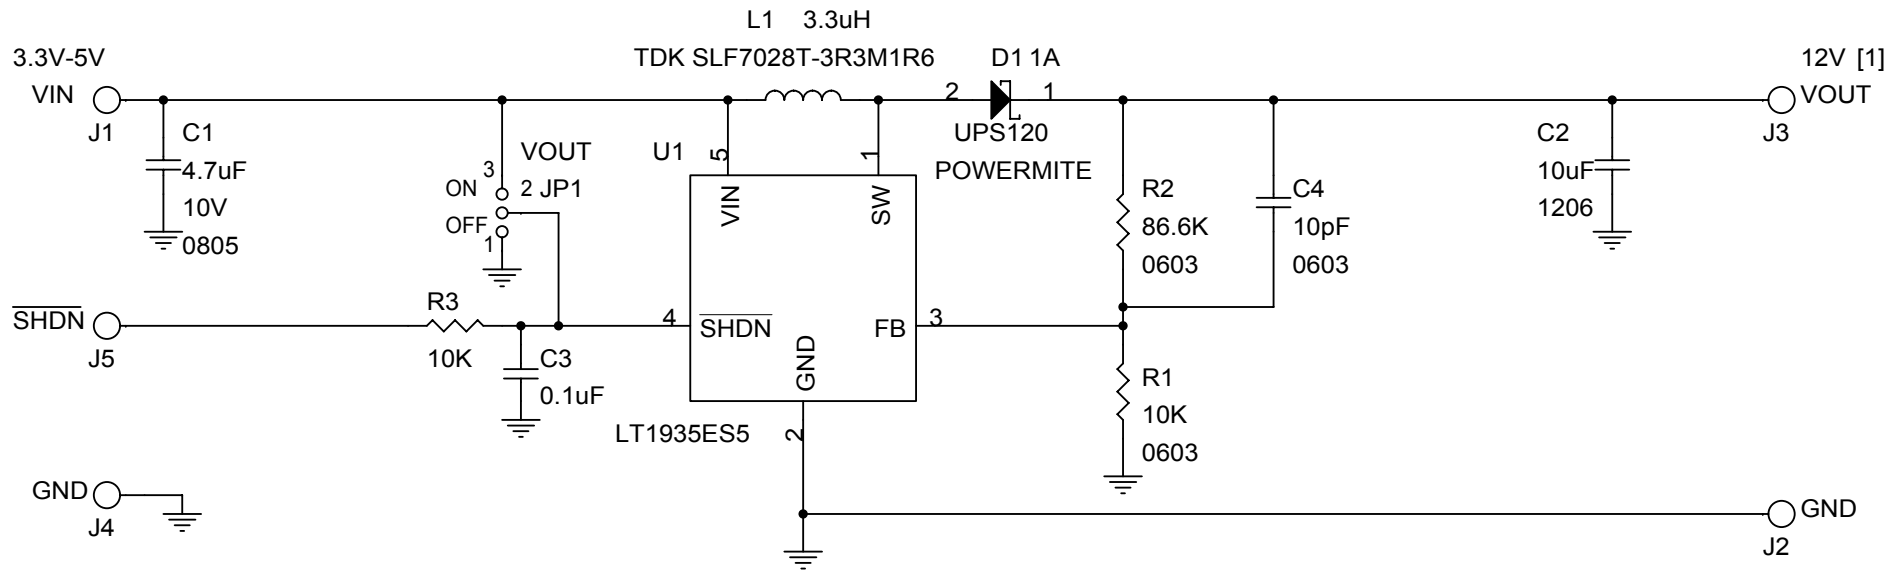 L1 3.3uH
3.3V-5V
TDK SLF7028T-3R3M1R6
D1 1A
12V [1]
VIN
2
1
VOUT
J1
C1
4.7uF
10V
0805
VOUT
3
ON
2 JP1
OFF
1
U1
5
1
VIN
SW
UPS120
POWERMITE
C2
10uF
1206
J3
R2
86.6K
0603
C4
10pF
0603
SHDN
J5
R3
10K
C3
0.1uF
4
SHDN
FB
3
GND
R1
10K
0603
LT1935ES5
2
GND
J4
GND
J2